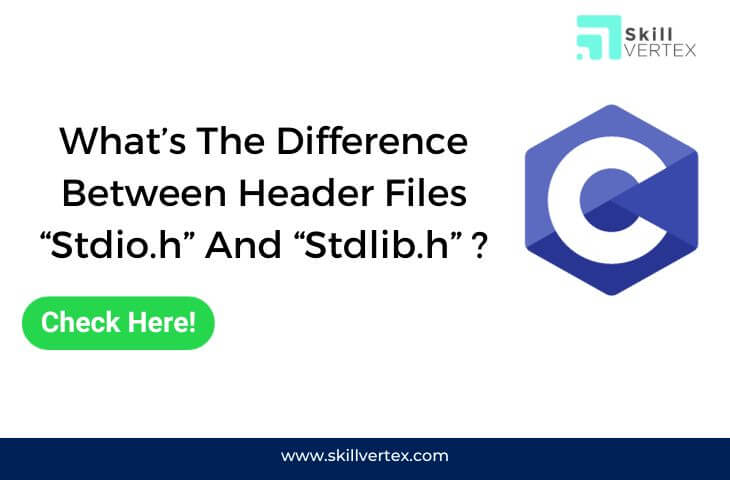 Skill
VERTEX
What’s The Difference
Between Header Files
“Stdio.h” And “Stdlib.h” ?
C
Check Here!
www.skillvertex.com